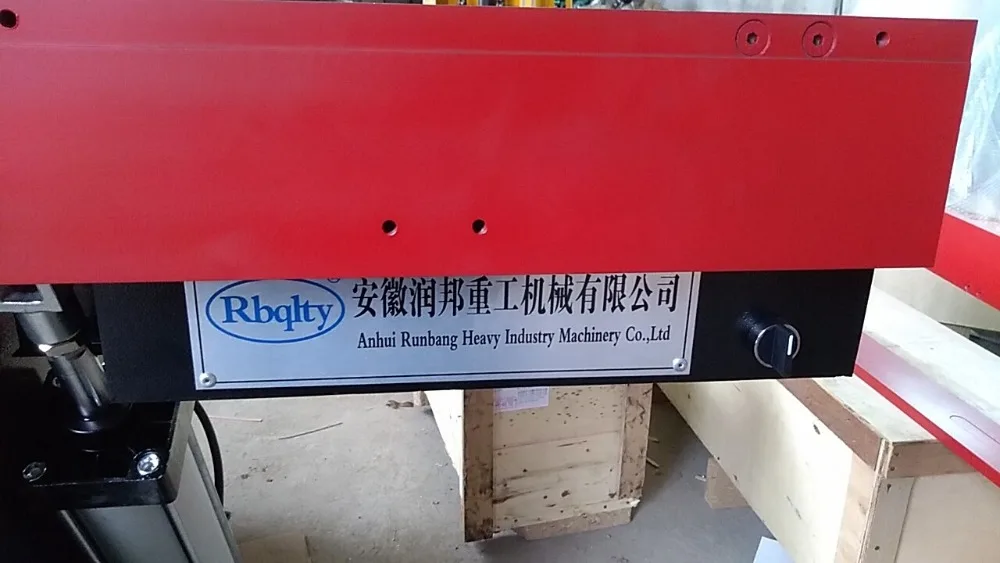 Rbqlty ®
安徽润邦重工机械有限公司
Anhui Runbang Heavy Industry Machinery Co.,Ltd